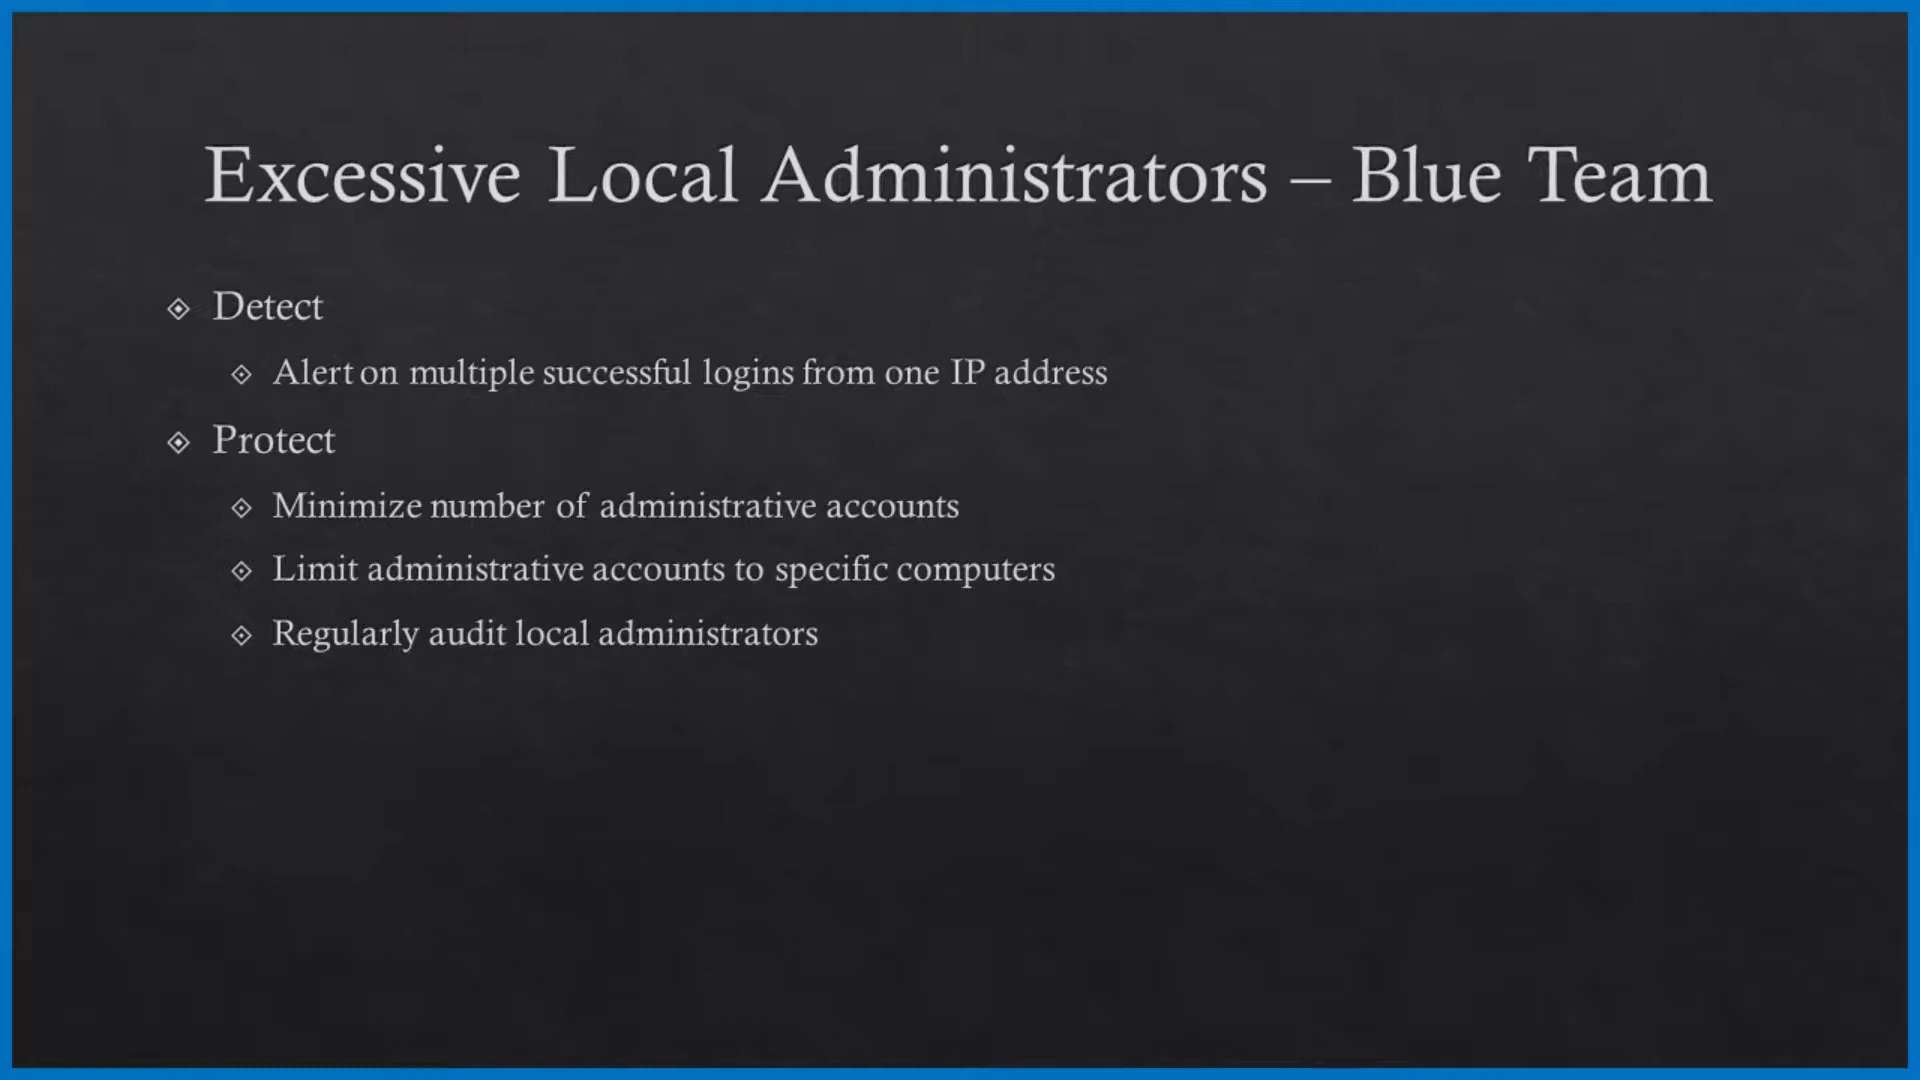 Excessive Local Administrators – Blue Team
Detect
Alert on multiple successful logins from one IP address
Protect
Minimize number of administrative accounts
Limit administrative accounts to specific computers
Regularly audit local administrators